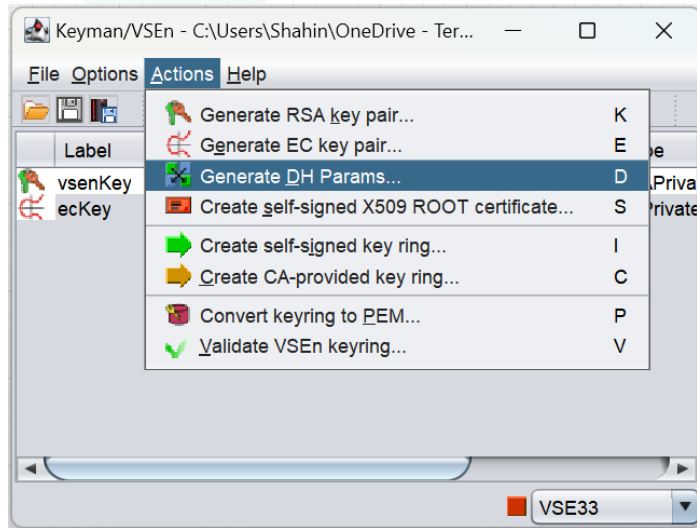 Keyman/VSEn - C:\Users\Shahin\OneDrive - Ter...
File Options Actions Help
Generate RSA key pair... K
Generate EC key pair... E
Generate DH Params... D
Create self-signed X509 ROOT certificate... S
Create self-signed key ring... I
Create CA-provided key ring... C
Convert keyring to PEM... P
Validate VSEn keyring... V
Label
vsenKey
ecKey
VSE33